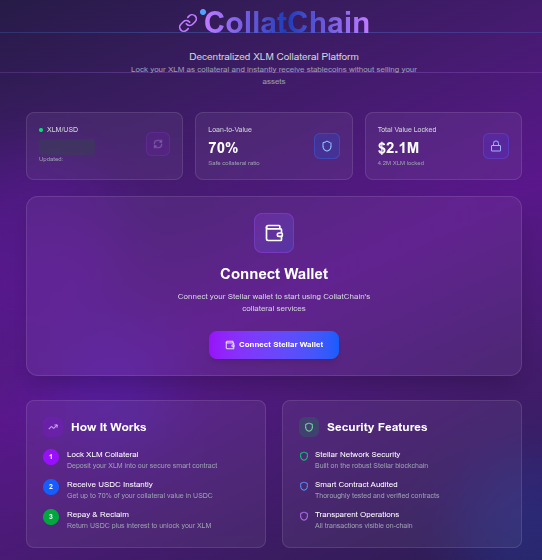 CollatChain
Decentralized XLM Collateral Platform
Lock your XLM as collateral and instantly receive stablecoins without selling your
assets
XLM/USD
Updated:
Loan-to-Value
70%
Safe collateral ratio
Total Value Locked
$2.1M
4.2M XLM locked
Connect Wallet
Connect your Stellar wallet to start using CollatChain's
collateral services
Connect Stellar Wallet
How It Works
1 Lock XLM Collateral
Deposit your XLM into our secure smart contract
2 Receive USDC Instantly
Get up to 70% of your collateral value in USDC
3 Repay & Reclaim
Return USDC plus interest to unlock your XLM
Security Features
Stellar Network Security
Built on the robust Stellar blockchain
Smart Contract Audited
Thoroughly tested and verified contracts
Transparent Operations
All transactions visible on-chain